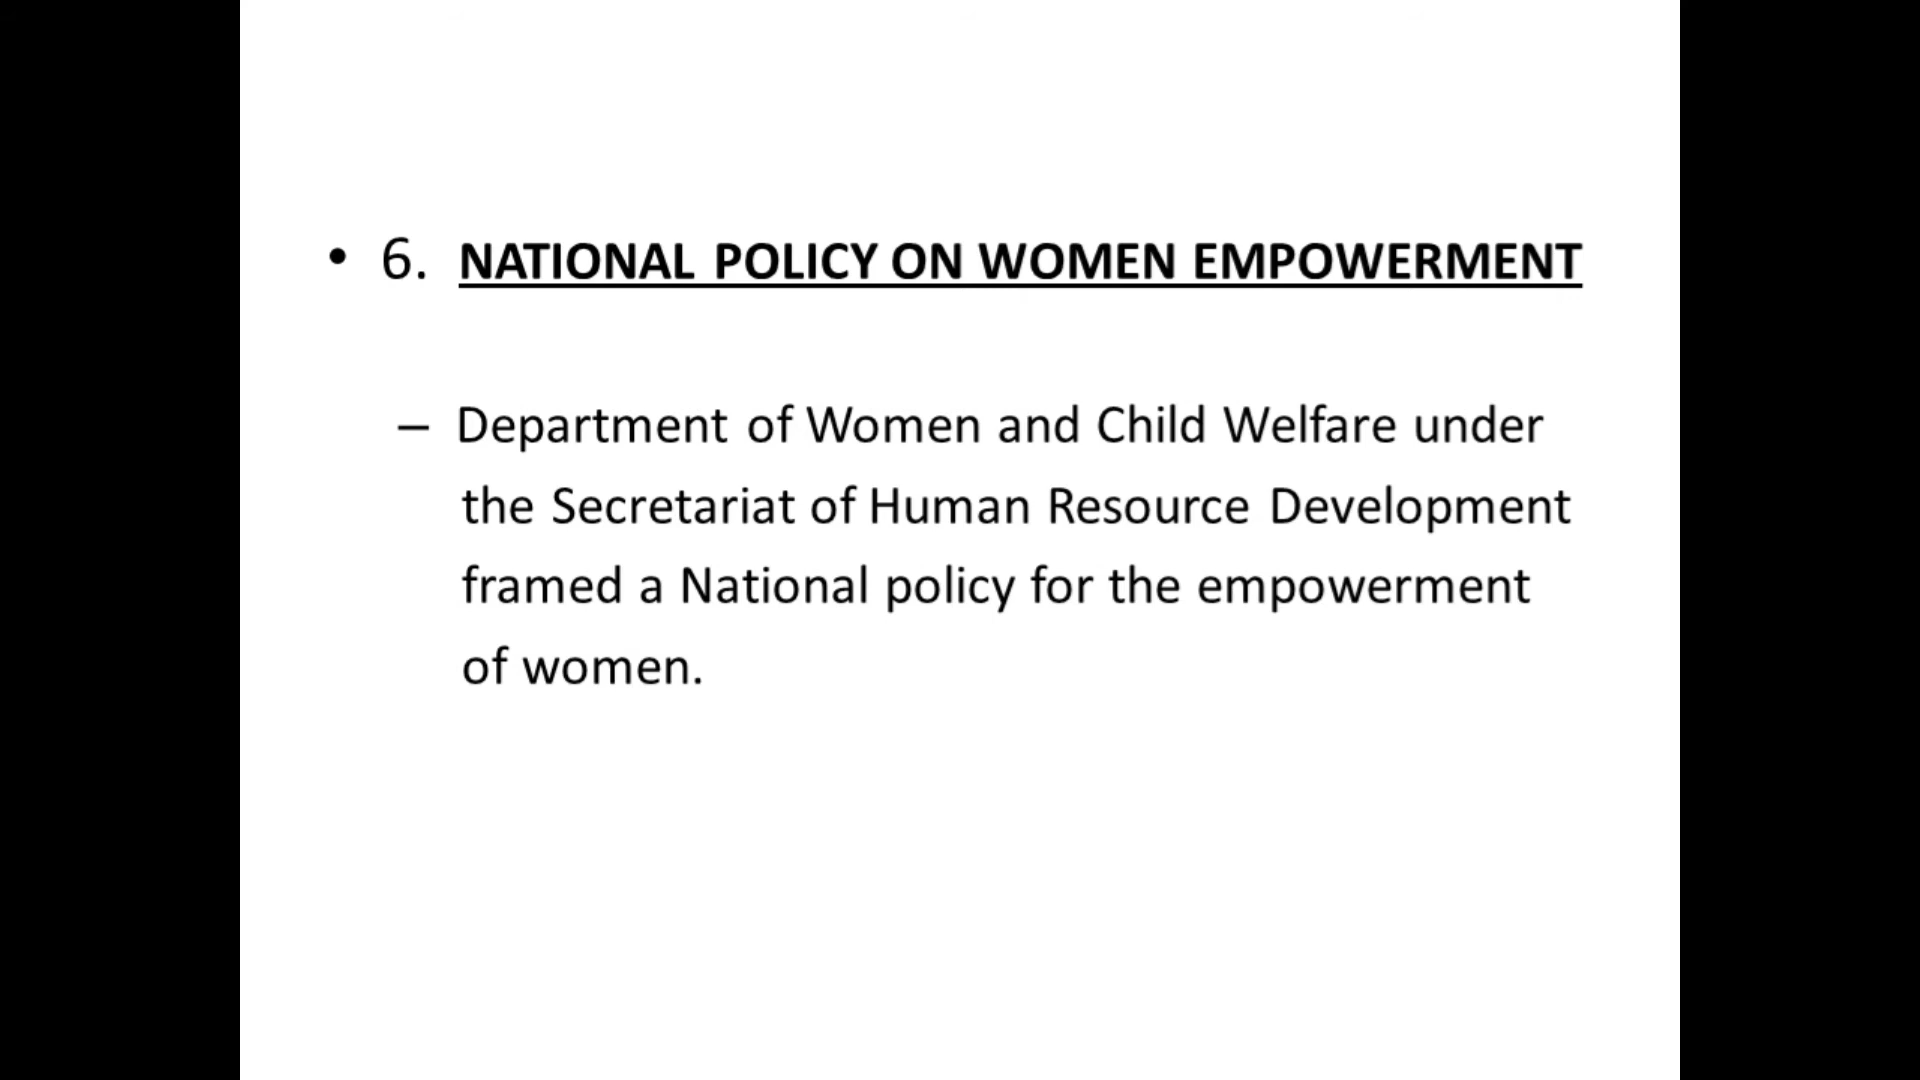 • 6. NATIONAL POLICY ON WOMEN EMPOWERMENT
– Department of Women and Child Welfare under
the Secretariat of Human Resource Development
framed a National policy for the empowerment
of women.